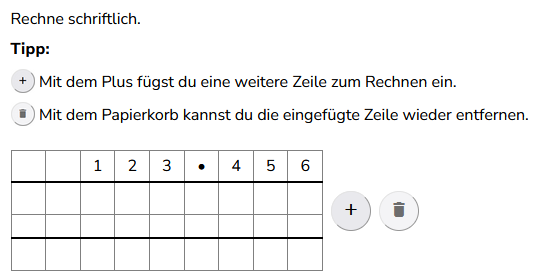 Rechne schriftlich.
Tipp:
+ Mit dem Plus fügst du eine weitere Zeile zum Rechnen ein.
Mit dem Papierkorb kannst du die eingefügte Zeile wieder entfernen.
1 2 3 • 4 5 6
+